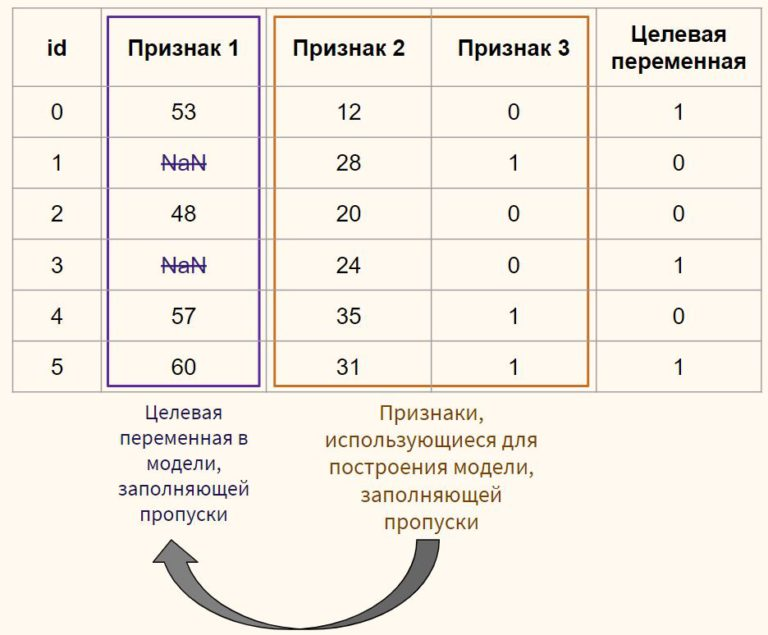 id Признак 1 Признак 2 Признак 3 Целевая переменная
0 53 12 0 1
1 NaN 28 1 0
2 48 20 0 0
3 NaN 24 0 1
4 57 35 1 0
5 60 31 1 1
Целевая
переменная в
модели,
заполняющей
пропуски
Признаки,
использующиеся для
построения модели,
заполняющей
пропуски